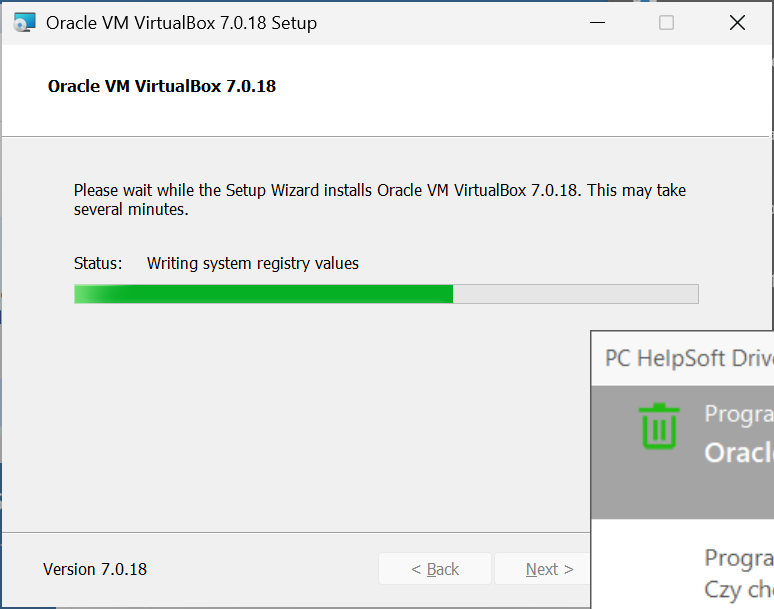 Oracle VM VirtualBox 7.0.18 Setup
Oracle VM VirtualBox 7.0.18
Please wait while the Setup Wizard installs Oracle VM VirtualBox 7.0.18. This may take
several minutes.
Status: Writing system registry values
PC HelpSoft Drive
Progra
Oracle
Version 7.0.18
< Back
Next >
Progra
Czy che